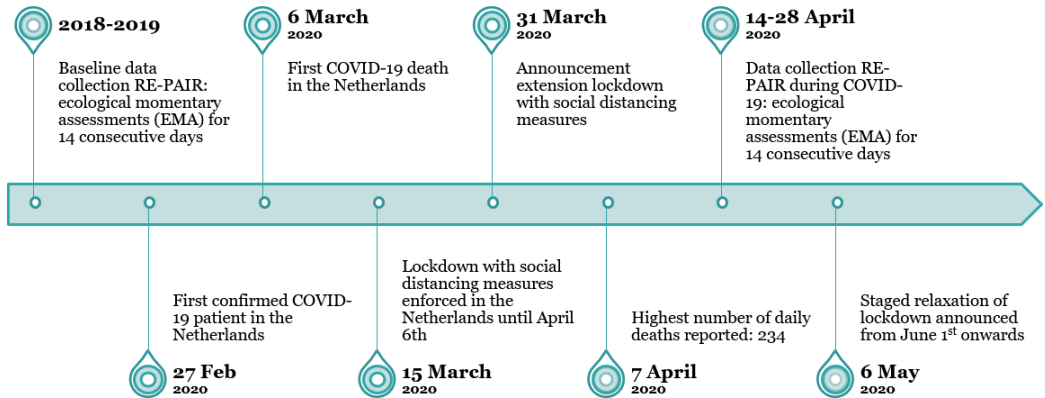 2018-2019
Baseline data
collection RE-PAIR:
ecological momentary
assessments (EMA) for
14 consecutive days
6 March
2020
First COVID-19 death
in the Netherlands
31 March
2020
Announcement
extension lockdown
with social distancing
measures
14-28 April
2020
Data collection RE-
PAIR during COVID-
19: ecological
momentary
assessments (EMA) for
14 consecutive days
First confirmed COVID-
19 patient in the
Netherlands
27 Feb
2020
Lockdown with social
distancing measures
enforced in the
Netherlands until April
6th
15 March
2020
Highest number of daily
deaths reported: 234
7 April
2020
Staged relaxation of
lockdown announced
from June 1st onwards
6 May
2020